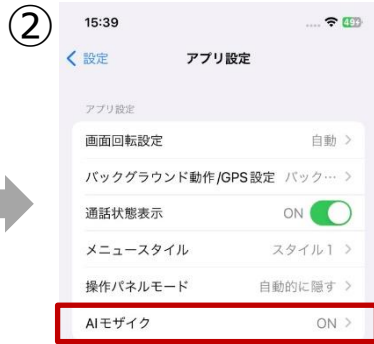 ②
15:39
49
設定
アプリ設定
アプリ設定
画面回転設定 自動
バックグラウンド動作/GPS設定 バック…
通話状態表示 ON
メニュースタイル スタイル1
操作パネルモード 自動的に隠す
AIモザイク ON